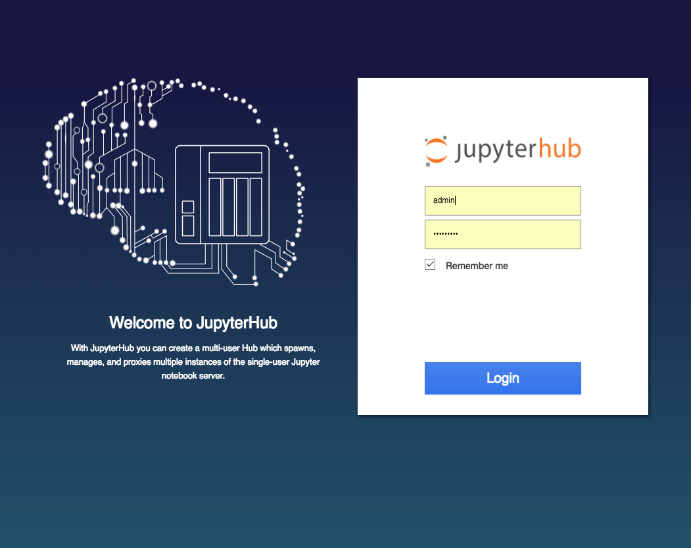 Welcome to JupyterHub
With JupyterHub you can create a multi-user Hub which spawns,
manages, and proxies multiple instances of the single-user Jupyter
notebook server.
jupyterhub
admin
•••••••••
Remember me
Login